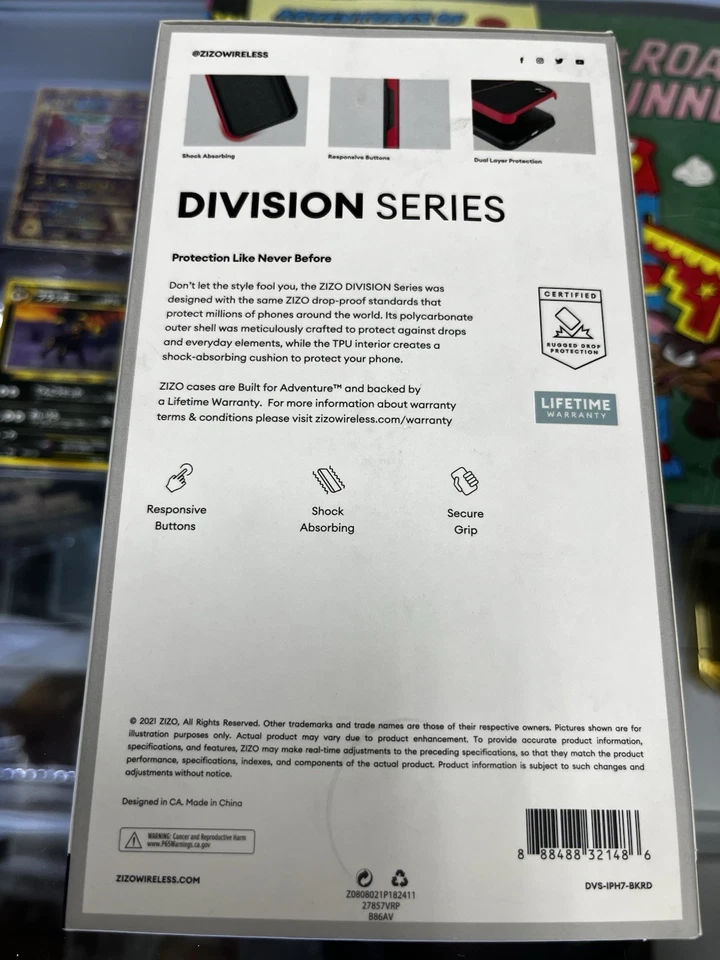 @ZIZOWIRELESS
Shock Absorbing
Responsive Buttons
Dual Layer Protection
DIVISION SERIES
Protection Like Never Before
Don't let the style fool you, the ZIZO DIVISION Series was
designed with the same ZIZO drop-proof standards that
protect millions of phones around the world. Its polycarbonate
outer shell was meticulously crafted to protect against drops
and everyday elements, while the TPU interior creates a
shock-absorbing cushion to protect your phone.
CERTIFIED
RUGGED DROP
PROTECTION
ZIZO cases are Built for Adventure™ and backed by
a Lifetime Warranty. For more information about warranty
terms & conditions please visit zizowireless.com/warranty
LIFETIME
WARRANTY
Responsive
Buttons
Shock
Absorbing
Secure
Grip
© 2021 ZIZO, All Rights Reserved. Other trademarks and trade names are those of their respective owners. Pictures shown are for
illustration purposes only. Actual product may vary due to product enhancement. To provide accurate product information,
specifications, and features, ZIZO may make real-time adjustments to the preceding specifications, so that they match the product
performance, specifications, indexes, and components of the actual product. Product information is subject to such changes and
adjustments without notice.
Designed in CA. Made in China
WARNING: Cancer and Reproductive Harm
www.P65Warnings.ca.gov
8 88488 32148 6
ZIZOWIRELESS.COM
Z0808021P182411
27857VRP
B86AV
DVS-IPH7-BKRD
ADVENTURES OF
ROA
UNNE